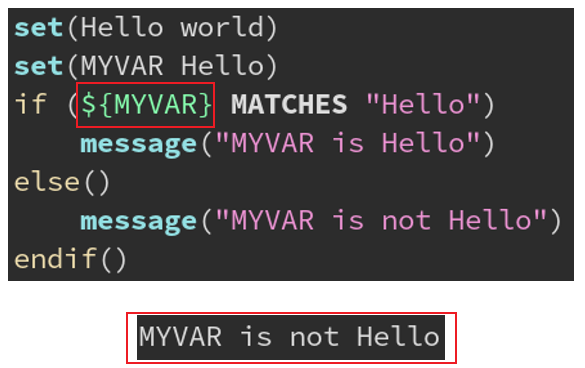 set(Hello world)
set(MYVAR Hello)
if (${MYVAR} MATCHES "Hello")
    message("MYVAR is Hello")
else()
    message("MYVAR is not Hello")
endif()
MYVAR is not Hello